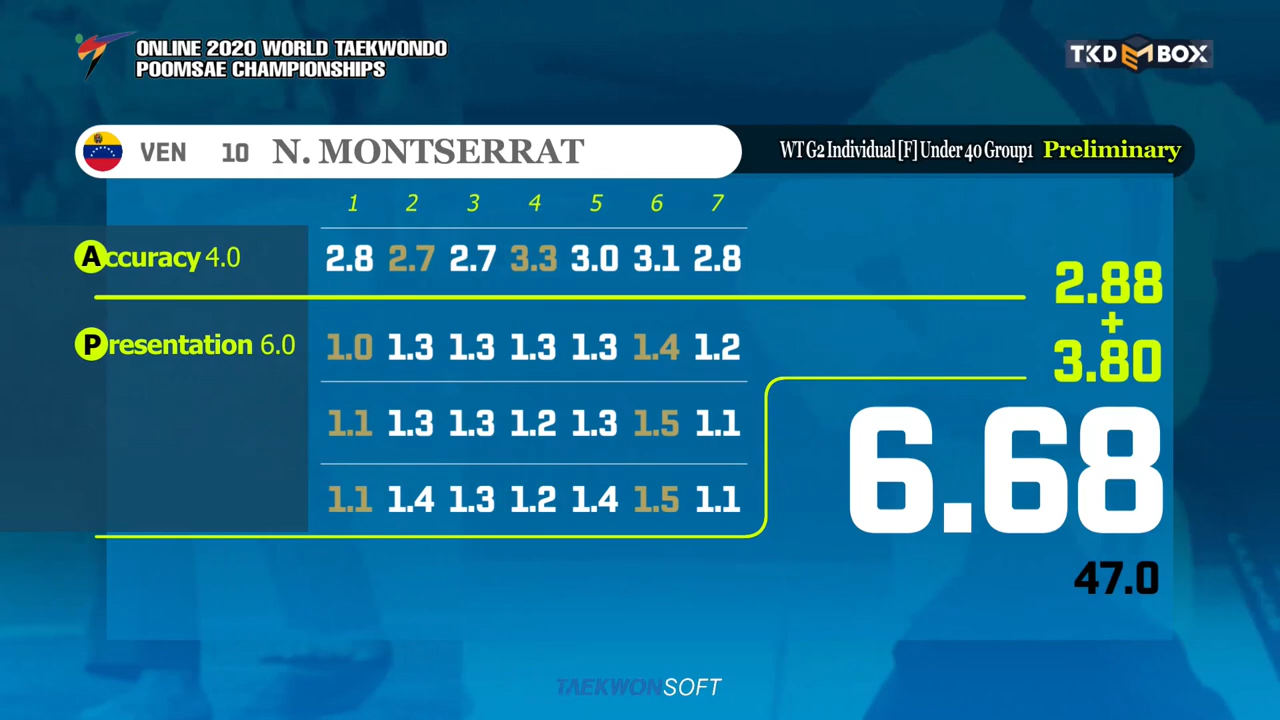 ONLINE 2020 WORLD TAEKWONDO
POOMSAE CHAMPIONSHIPS
TKD BOX
VEN 10 N. MONTSERRAT
WT G2 Individual [F] Under 40 Group1 Preliminary
1 2 3 4 5 6 7
Accuracy 4.0 2.8 2.7 2.7 3.3 3.0 3.1 2.8
2.88
+
Presentation 6.0 1.0 1.3 1.3 1.3 1.3 1.4 1.2
3.80
1.1 1.3 1.3 1.2 1.3 1.5 1.1
6.68
1.1 1.4 1.3 1.2 1.4 1.5 1.1
47.0
TAEKWONSOFT